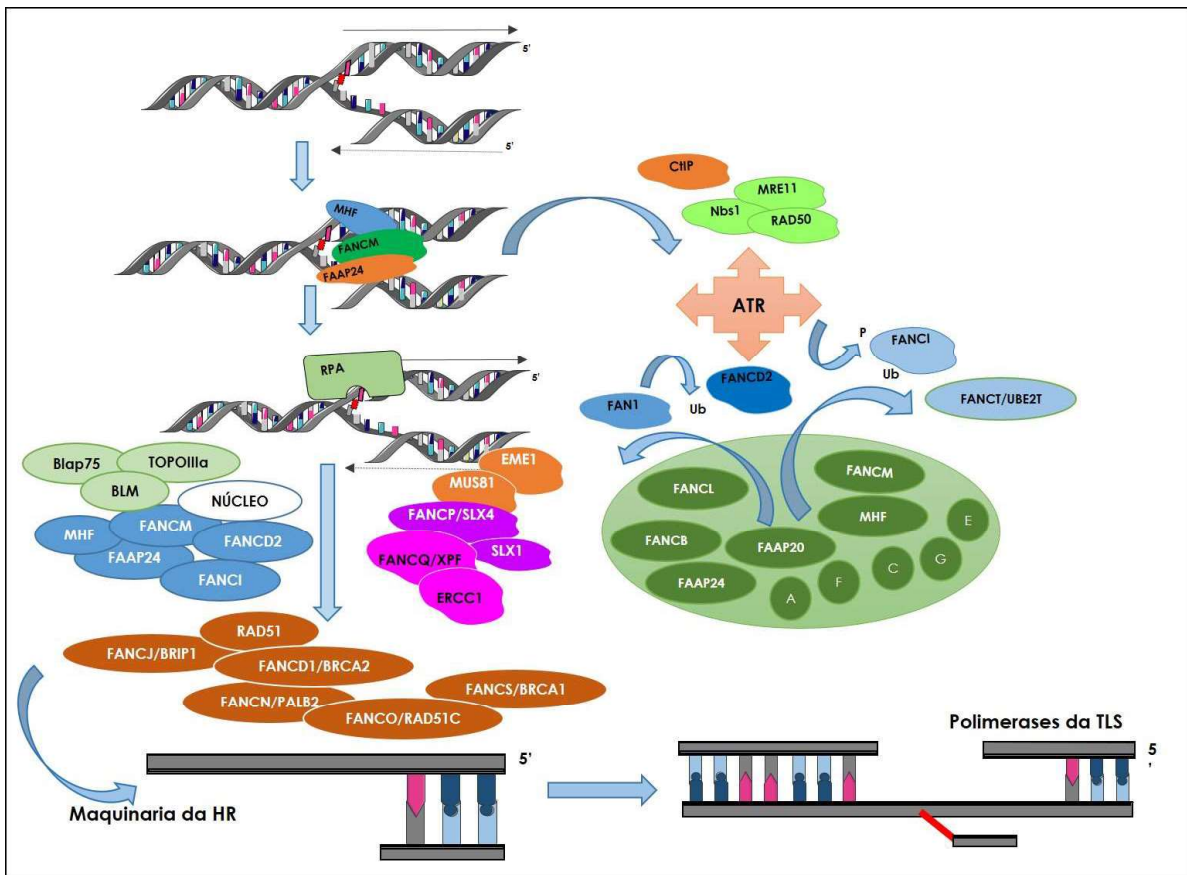 5'
5'
MHF
FANCM
FAAP24
CtIP
MRE11
Nbs1
RAD50
ATR
P
FANCI
Ub
FANCD2
FAN1
Ub
FANCT/UBE2T
RPA
5'
EME1
MUS81
FANCP/SLX4
SLX1
FANCQ/XPF
ERCC1
Blap75
TOPOIIIa
BLM
NÚCLEO
MHF
FANCM
FANCD2
FAAP24
FANCI
FANCL
FANCM
MHF
FANCB
FAAP20
FAAP24
A
F
C
G
E
RAD51
FANCJ/BRIP1
FANCD1/BRCA2
FANCN/PALB2
FANCS/BRCA1
FANCO/RAD51C
5'
Maquinaria da HR
Polimerases da TLS
5
'